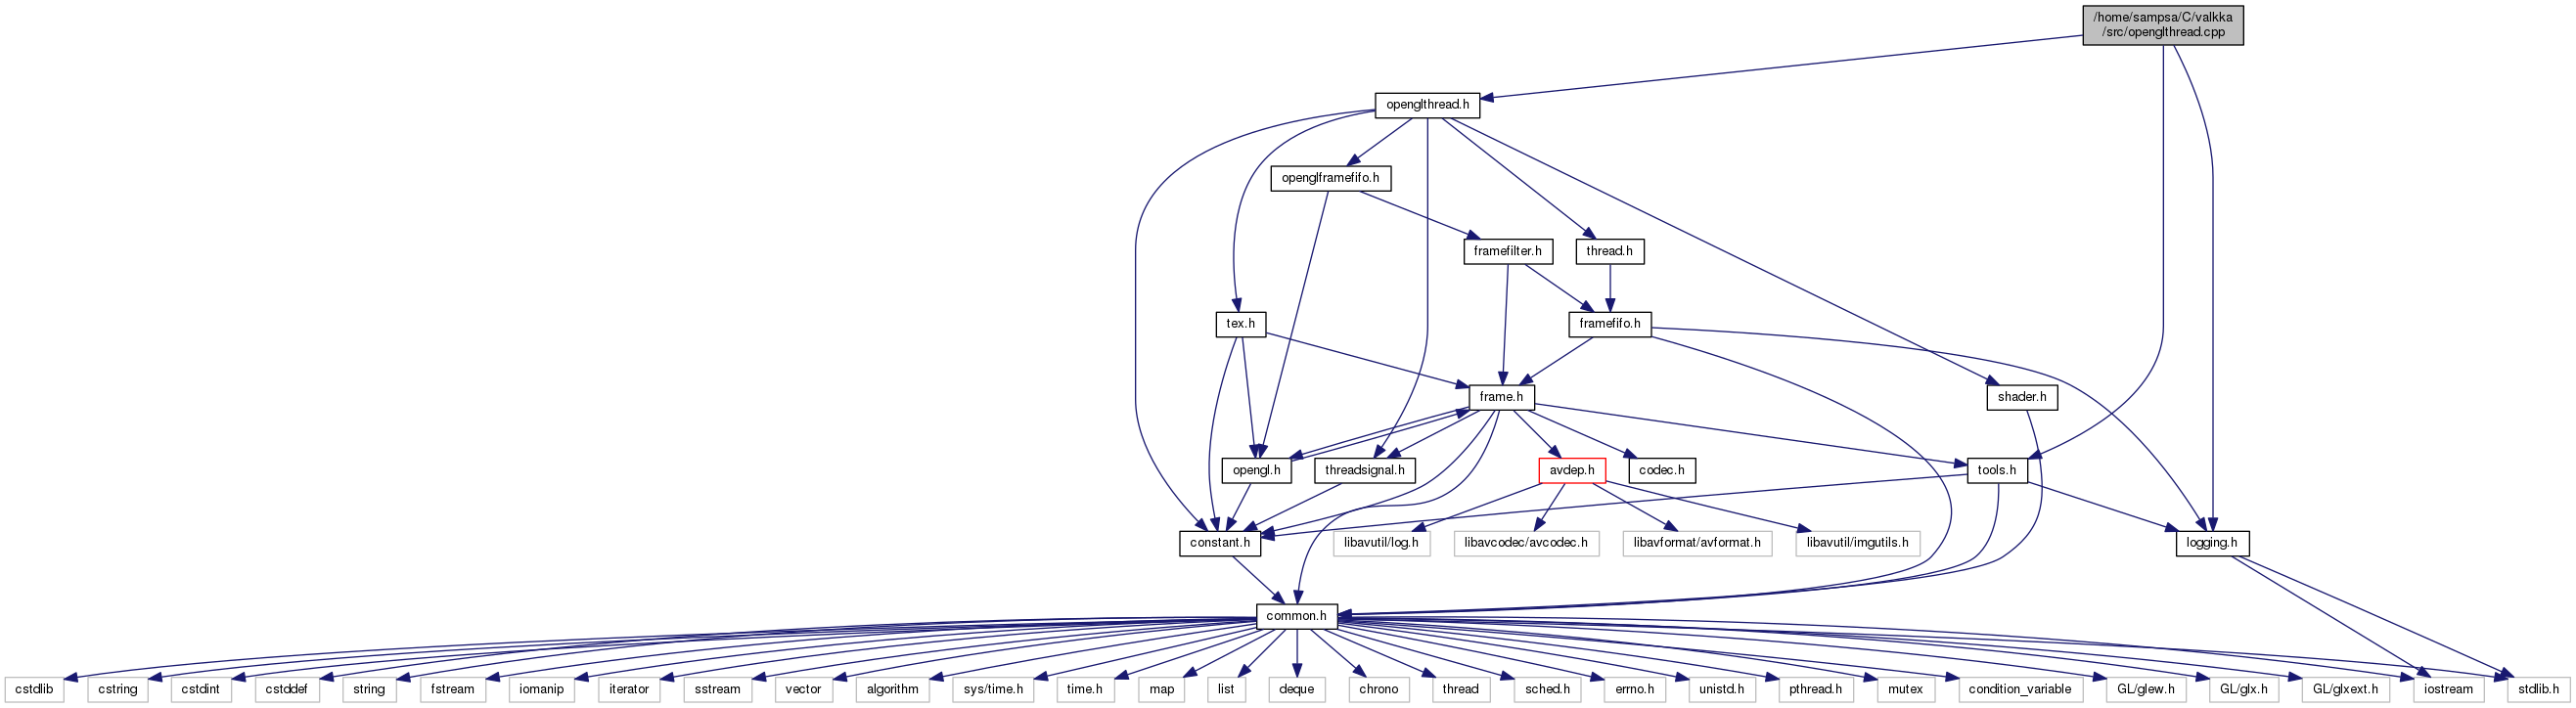 /home/sampsa/C/valkka
/src/openglthread.cpp
openglthread.h
openglframefifo.h
framefilter.h
thread.h
tex.h
framefifo.h
frame.h
shader.h
opengl.h
threadsignal.h
avdep.h
codec.h
tools.h
constant.h
libavutil/log.h
libavcodec/avcodec.h
libavformat/avformat.h
libavutil/imgutils.h
logging.h
common.h
cstdlib
cstring
cstdint
cstddef
string
fstream
iomanip
iterator
sstream
vector
algorithm
sys/time.h
time.h
map
list
deque
chrono
thread
sched.h
errno.h
unistd.h
pthread.h
mutex
condition_variable
GL/glew.h
GL/glx.h
GL/glxext.h
iostream
stdlib.h